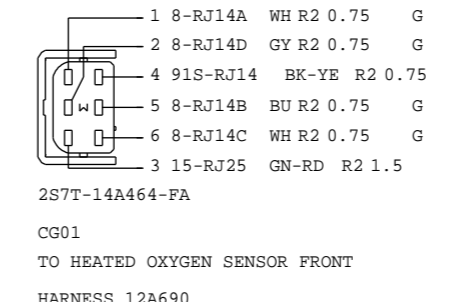 1 8-RJ14A WH R2 0.75 G
2 8-RJ14D GY R2 0.75 G
4 91S-RJ14 BK-YE R2 0.75
5 8-RJ14B BU R2 0.75 G
6 8-RJ14C WH R2 0.75 G
3 15-RJ25 GN-RD R2 1.5
2S7T-14A464-FA
CG01
TO HEATED OXYGEN SENSOR FRONT
HARNESS 12A690